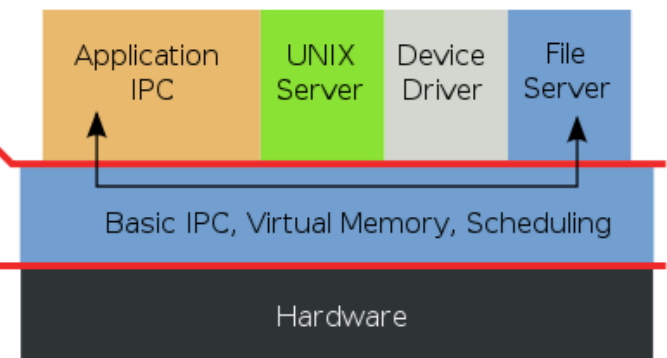 Application
IPC
UNIX
Server
Device
Driver
File
Server
Basic IPC, Virtual Memory, Scheduling
Hardware